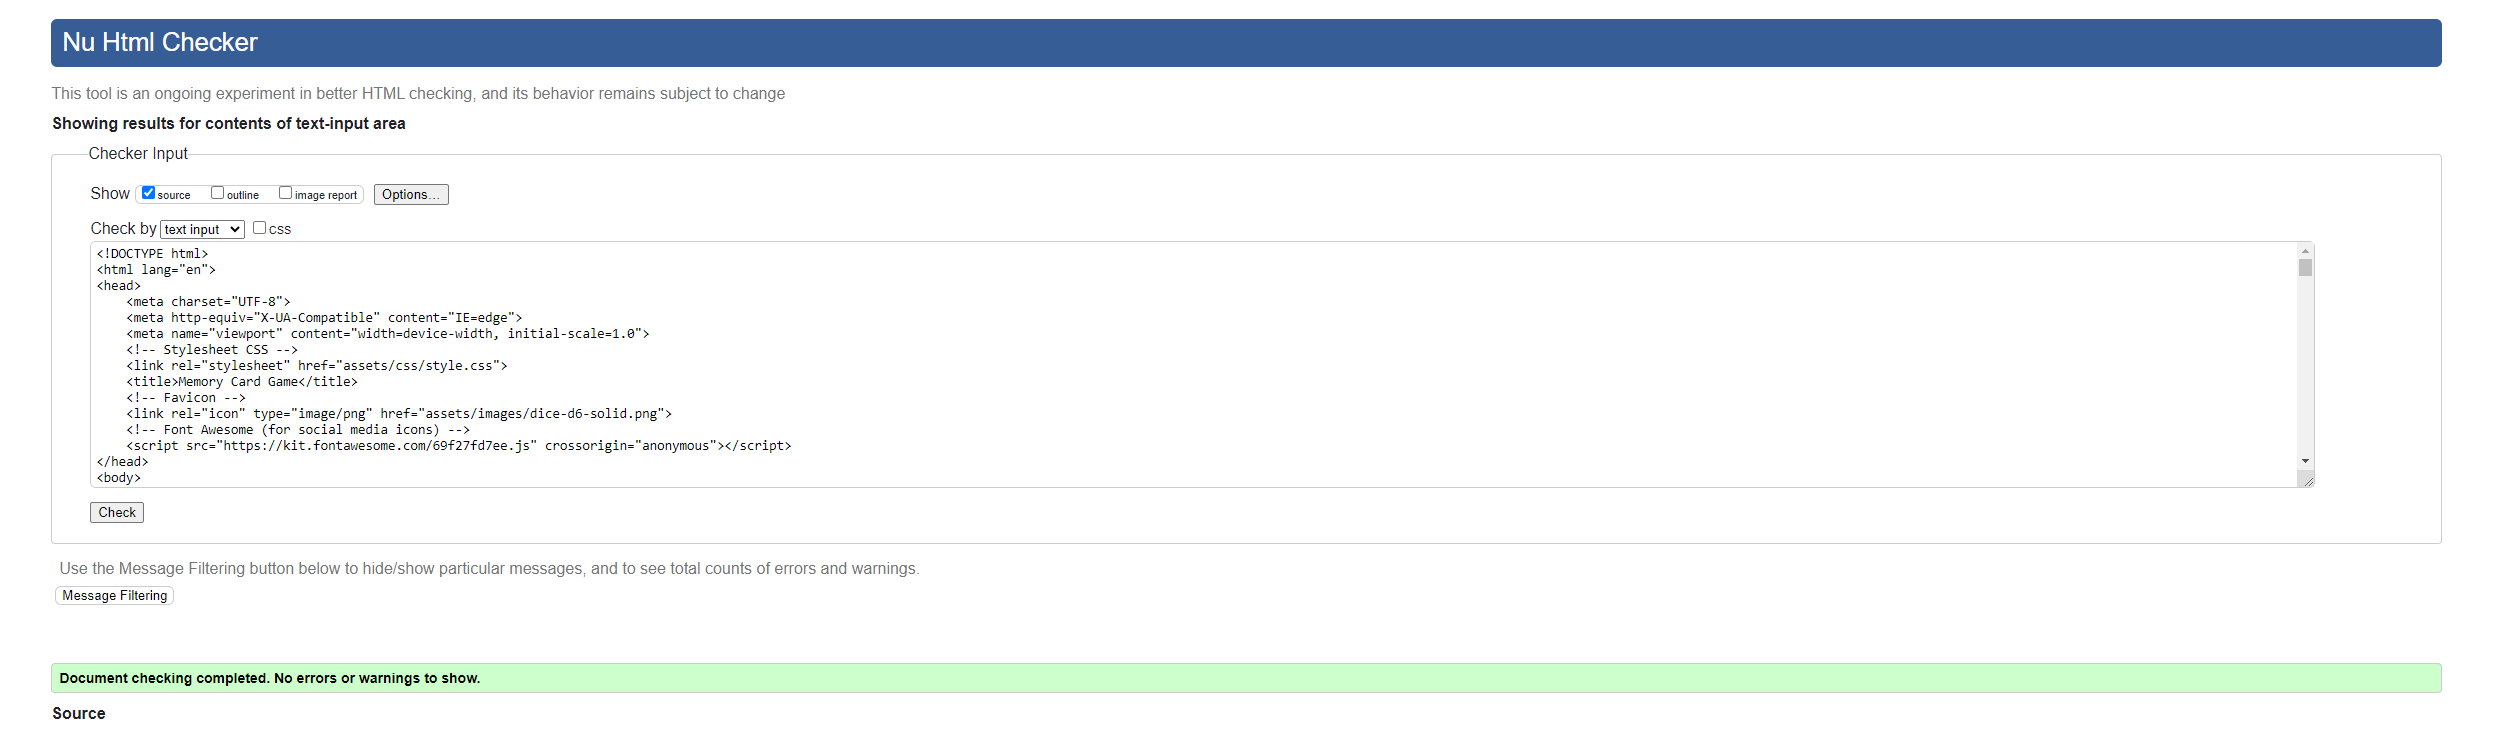 Nu Html Checker
This tool is an ongoing experiment in better HTML checking, and its behavior remains subject to change
Showing results for contents of text-input area
Checker Input
Show source outline image report Options...
Check by text input css
<!DOCTYPE html>
<html lang="en">
<head>
    <meta charset="UTF-8">
    <meta http-equiv="X-UA-Compatible" content="IE=edge">
    <meta name="viewport" content="width=device-width, initial-scale=1.0">
    <!-- Stylesheet CSS -->
    <link rel="stylesheet" href="assets/css/style.css">
    <title>Memory Card Game</title>
    <!-- Favicon -->
    <link rel="icon" type="image/png" href="assets/images/dice-d6-solid.png">
    <!-- Font Awesome (for social media icons) -->
    <script src="https://kit.fontawesome.com/69f27fd7ee.js" crossorigin="anonymous"></script>
</head>
<body>
Check
Use the Message Filtering button below to hide/show particular messages, and to see total counts of errors and warnings.
Message Filtering
Document checking completed. No errors or warnings to show.
Source